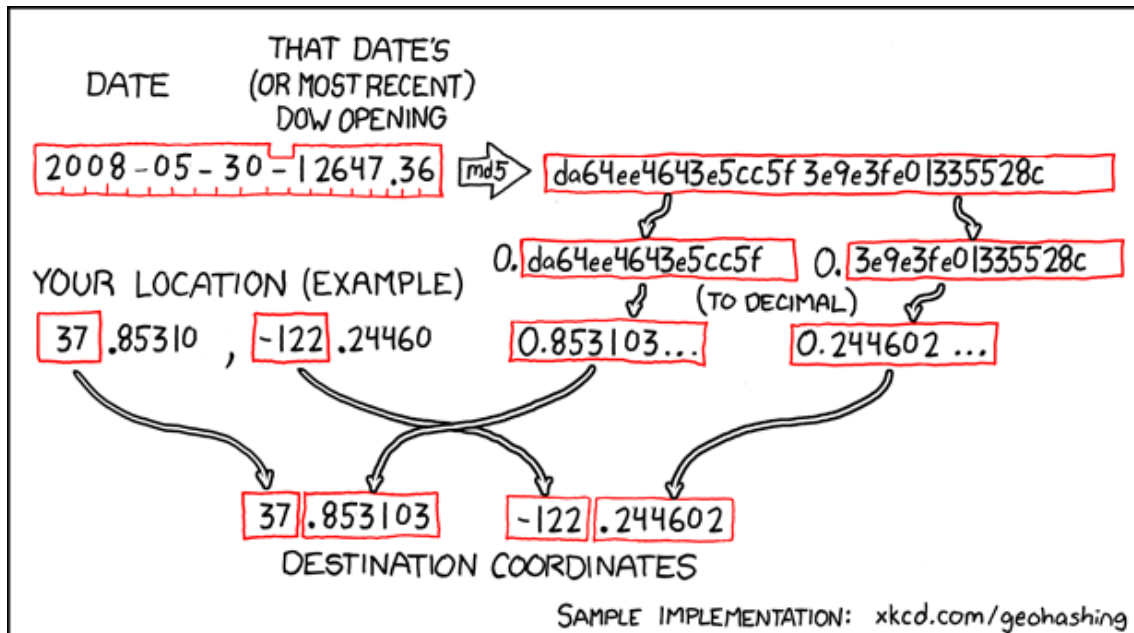 DATE
THAT DATE'S
(OR MOST RECENT)
DOW OPENING
2008-05-30-12647.36
md5
da64ee4643e5cc5f3e9e3fe01335528c
0.da64ee4643e5cc5f
0.3e9e3fe01335528c
YOUR LOCATION (EXAMPLE)
(TO DECIMAL)
37.85310, -122.24460
0.853103...
0.244602...
37.853103
-122.244602
DESTINATION COORDINATES
SAMPLE IMPLEMENTATION: xkcd.com/geohashing